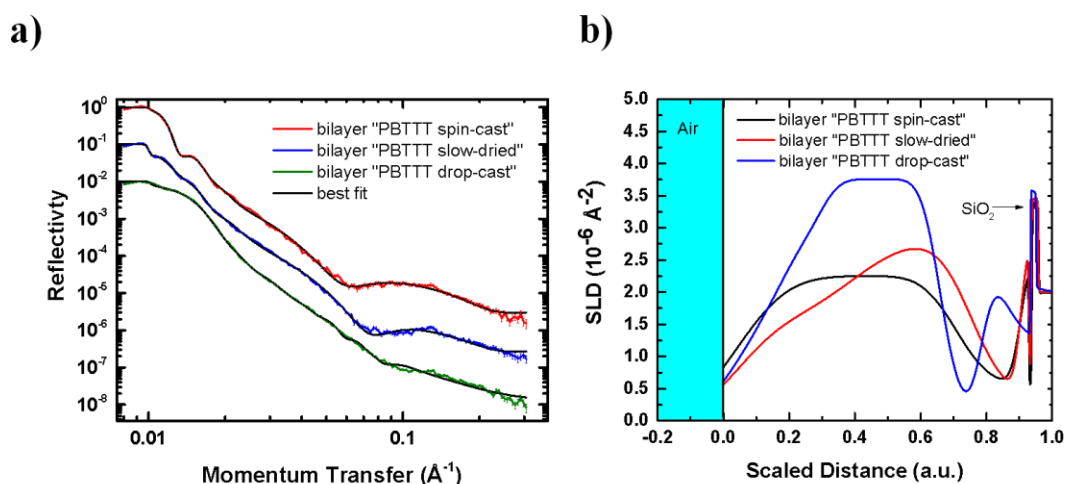 a)
10⁰
10⁻¹
10⁻²
10⁻³
10⁻⁴
10⁻⁵
10⁻⁶
10⁻⁷
10⁻⁸
Reflectivty
bilayer "PBTTT spin-cast"
bilayer "PBTTT slow-dried"
bilayer "PBTTT drop-cast"
best fit
0.01
0.1
Momentum Transfer (Å⁻¹)
b)
5.0
4.5
4.0
3.5
3.0
2.5
2.0
1.5
1.0
0.5
0.0
SLD (10⁻⁶ Å⁻²)
Air
bilayer "PBTTT spin-cast"
bilayer "PBTTT slow-dried"
bilayer "PBTTT drop-cast"
SiO₂
-0.2
0.0
0.2
0.4
0.6
0.8
1.0
Scaled Distance (a.u.)